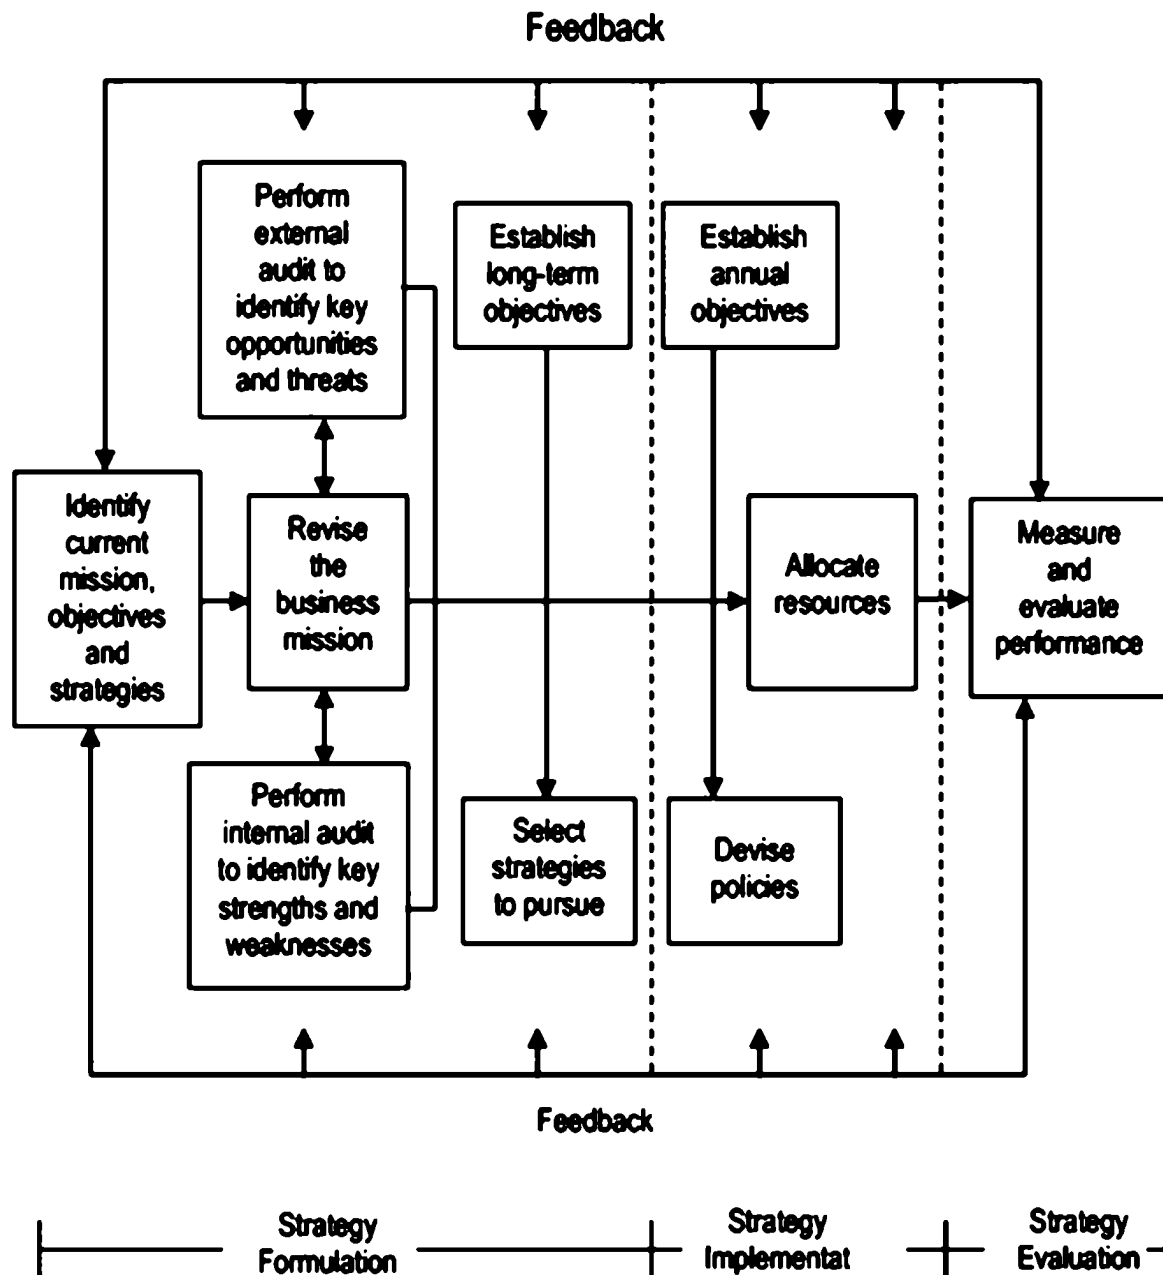 Feedback
Perform
external
audit to
identify key
opportunities
and threats
Establish
long-term
objectives
Establish
annual
objectives
Identify
current
mission,
objectives
and
strategies
Revise
the
business
mission
Allocate
resources
Measure
and
evaluate
performance
Perform
internal audit
to identify key
strengths and
weaknesses
Select
strategies
to pursue
Devise
policies
Feedback
Strategy
Formulation
Strategy
Implementat
Strategy
Evaluation